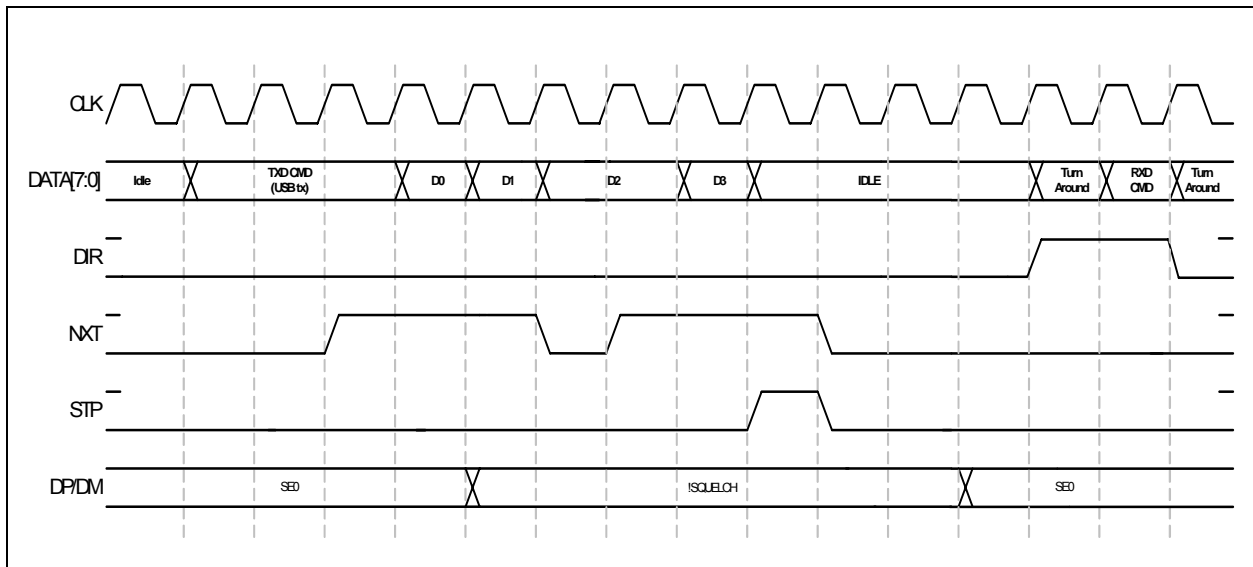 CLK
DATA[7:0]
Idle
TXD CMD
(USB tx)
D0
D1
D2
D3
IDLE
Turn
Around
RXD
CMD
Turn
Around
DIR
NXT
STP
DP/DM
SE0
!SQUELCH
SE0